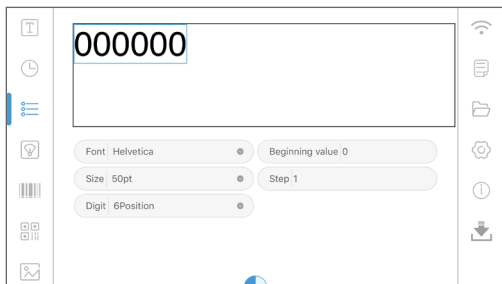 000000
Font Helvetica
Beginning value 0
Size 50pt
Step 1
Digit 6Position